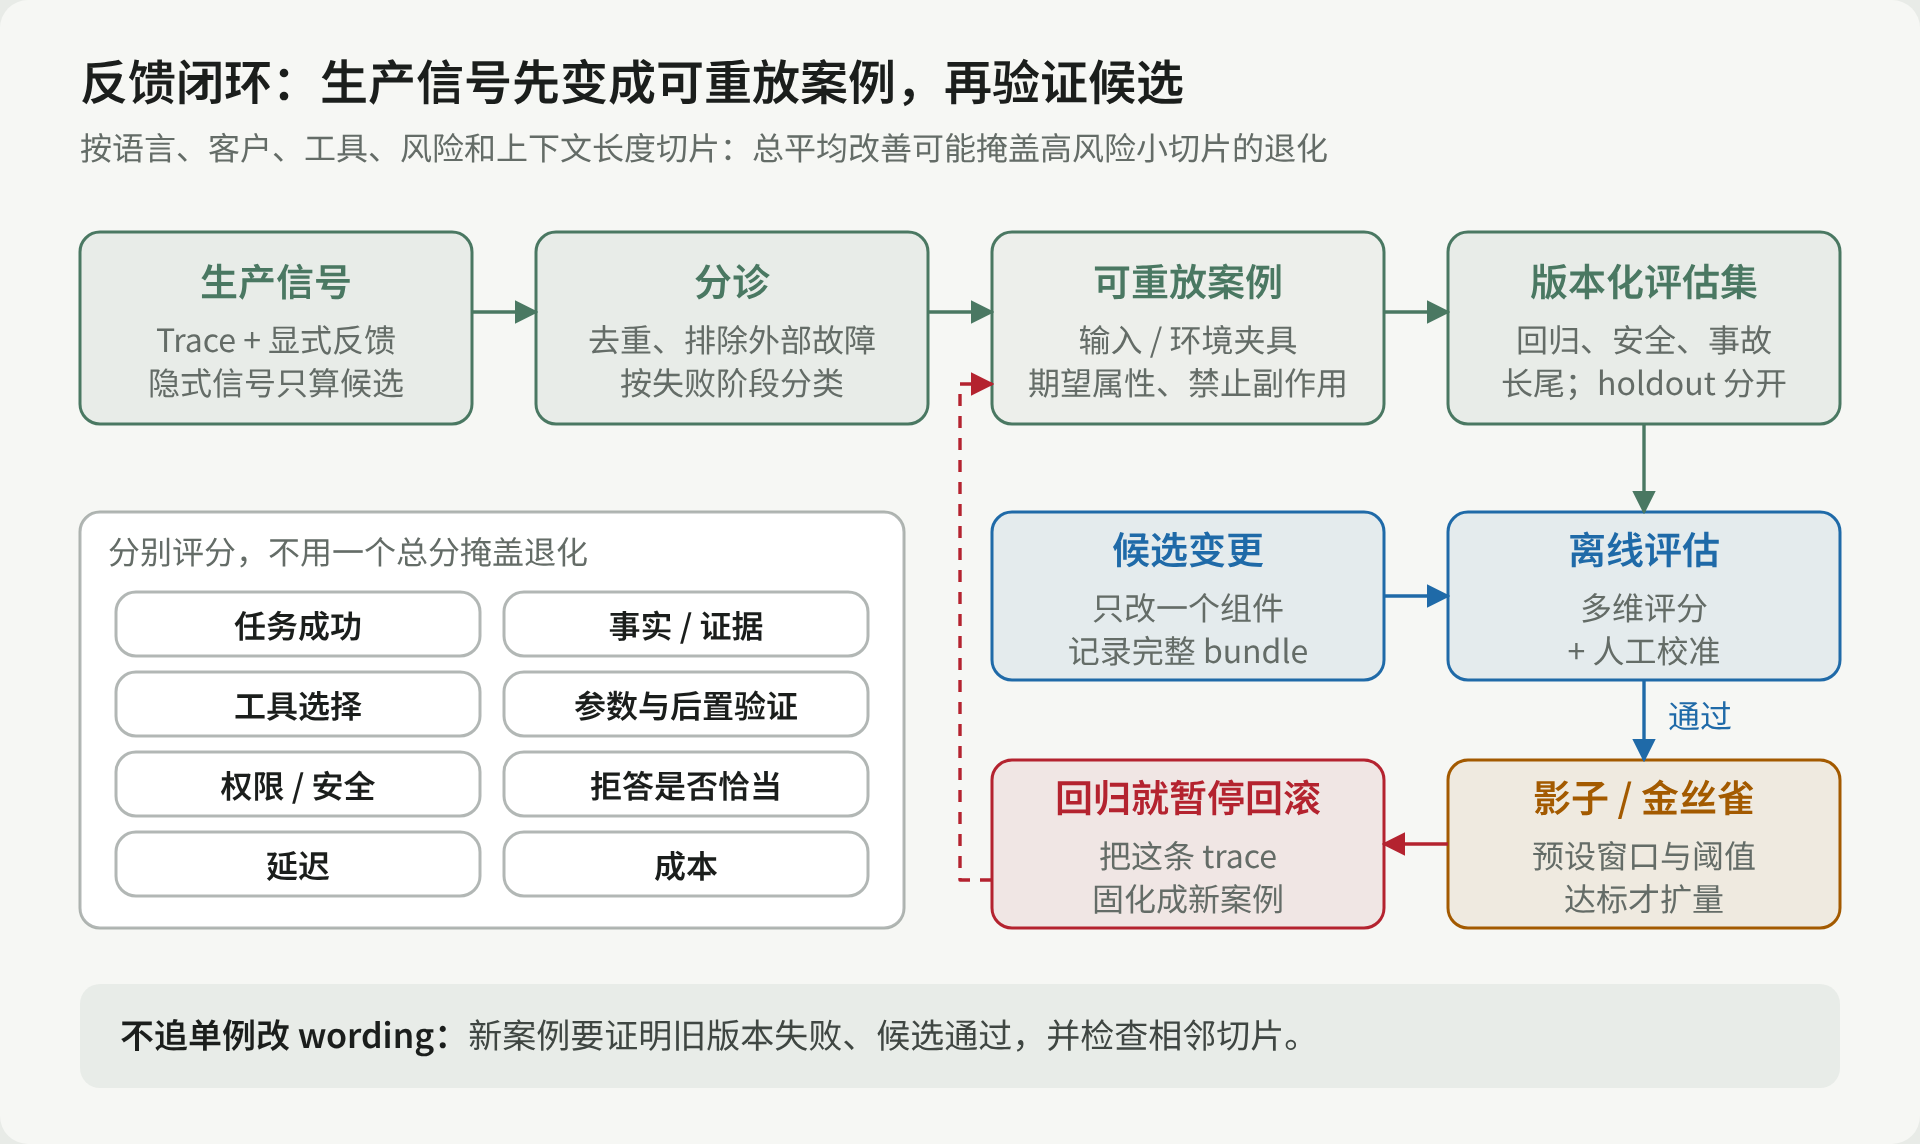 反馈闭环：生产信号先变成可重放案例，再验证候选
按语言、客户、工具、风险和上下文长度切片：总平均改善可能掩盖高风险小切片的退化
生产信号
Trace + 显式反馈
隐式信号只算候选
分诊
去重、排除外部故障
按失败阶段分类
可重放案例
输入 / 环境夹具
期望属性、禁止副作用
版本化评估集
回归、安全、事故
长尾；holdout 分开
分别评分，不用一个总分掩盖退化
任务成功
事实 / 证据
工具选择
参数与后置验证
权限 / 安全
拒答是否恰当
延迟
成本
候选变更
只改一个组件
记录完整 bundle
离线评估
多维评分
+ 人工校准
通过
回归就暂停回滚
把这条 trace
固化成新案例
影子 / 金丝雀
预设窗口与阈值
达标才扩量
不追单例改 wording：新案例要证明旧版本失败、候选通过，并检查相邻切片。